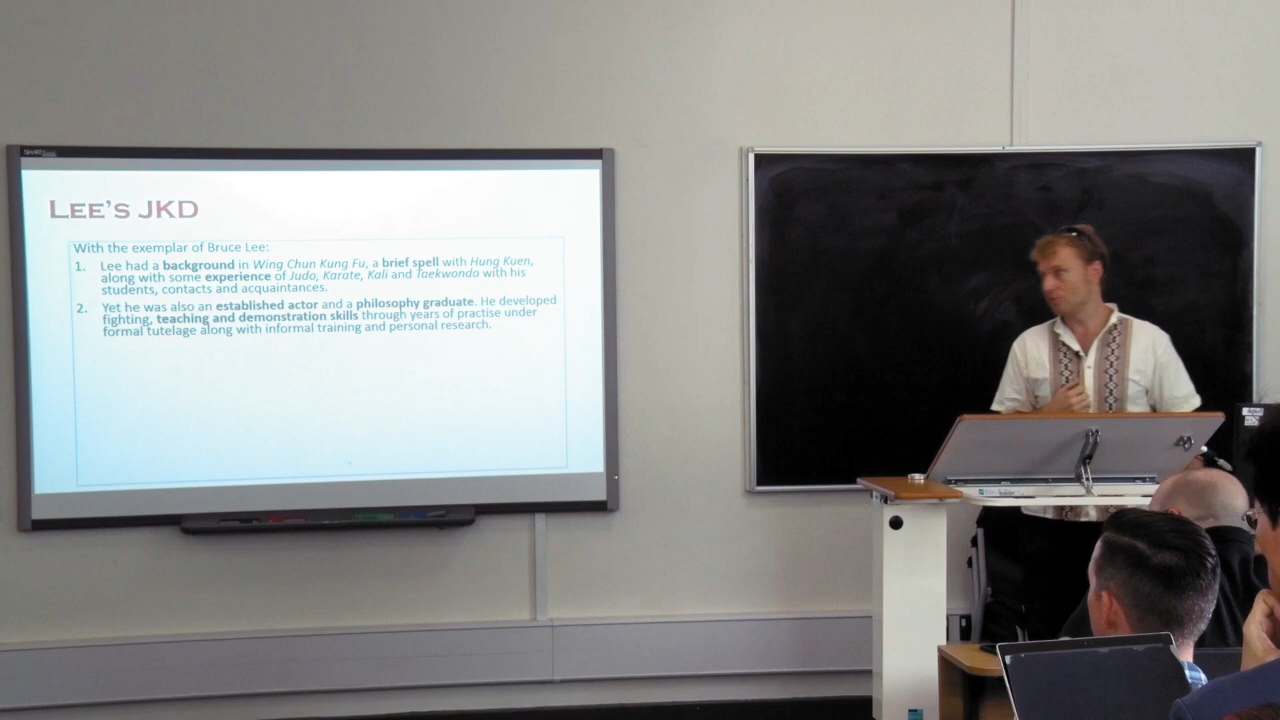 SMART
LEE'S JKD
With the exemplar of Bruce Lee:
1. Lee had a background in Wing Chun Kung Fu, a brief spell with Hung Kuen,
along with some experience of Judo, Karate, Kali and Taekwondo with his
students, contacts and acquaintances.
2. Yet he was also an established actor and a philosophy graduate. He developed
fighting, teaching and demonstration skills through years of practise under
formal tutelage along with informal training and personal research.